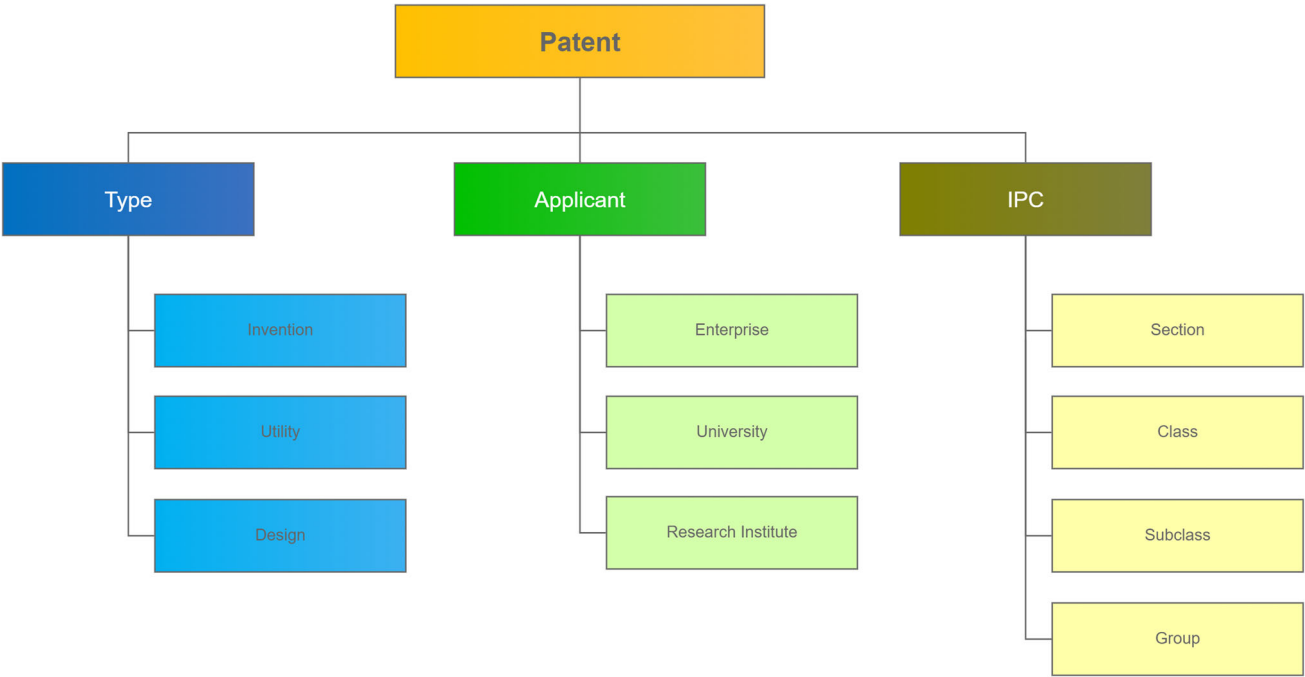 Patent
Type
Applicant
IPC
Invention
Enterprise
Section
Utility
University
Class
Design
Research Institute
Subclass
Group